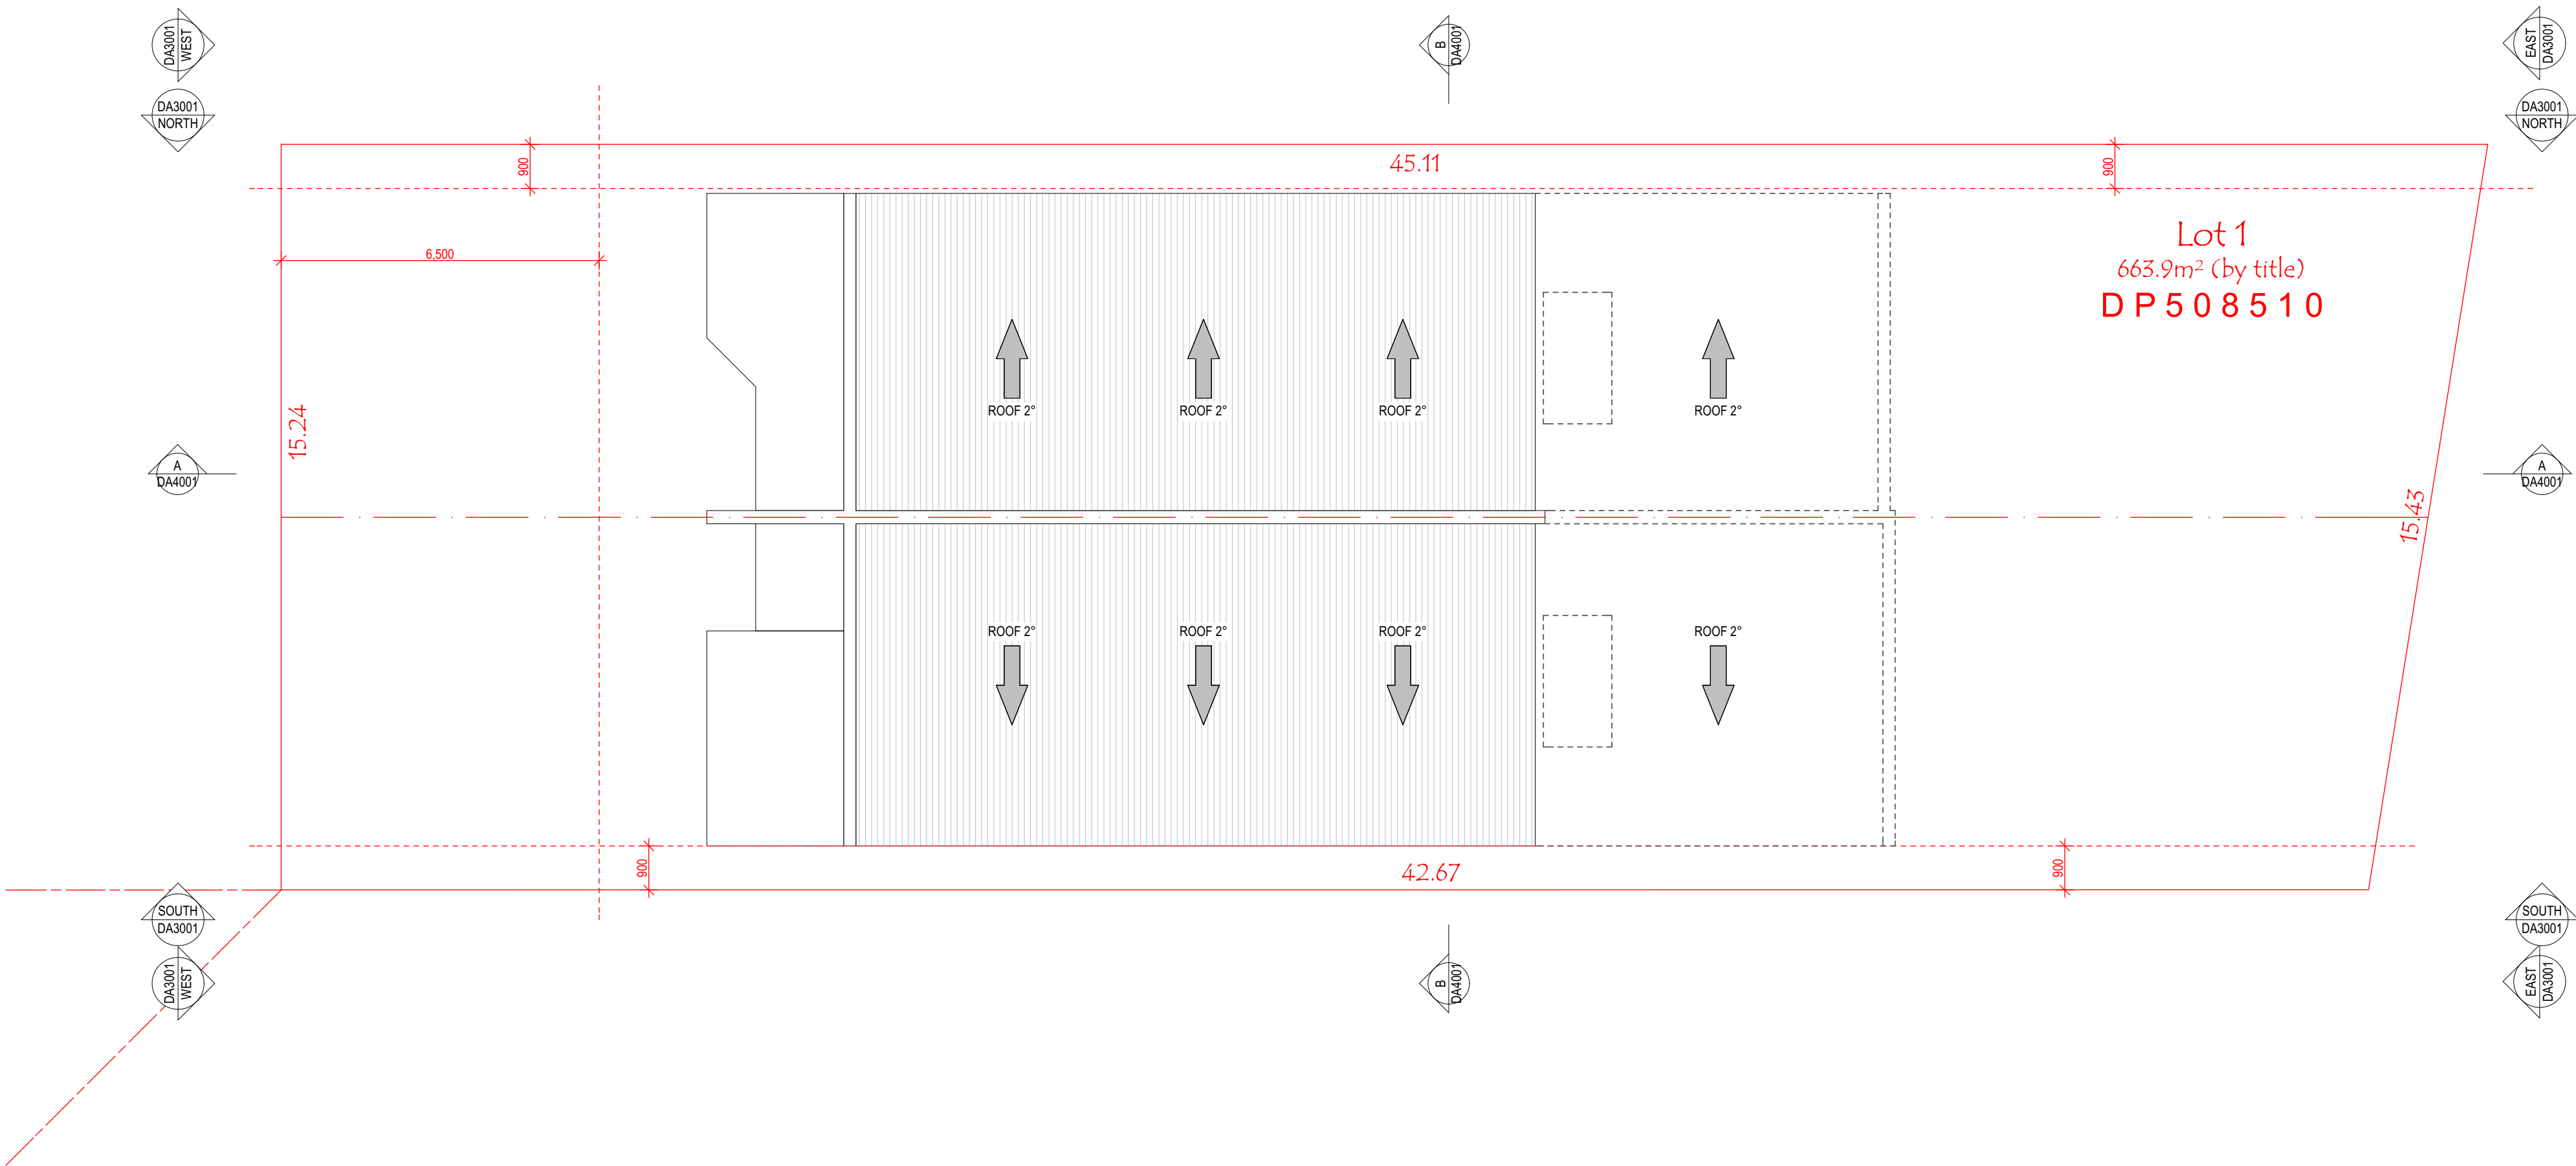 DA3001
WEST
B
DA4001
EAST
DA3001
DA3001
NORTH
DA3001
NORTH
900
45.11
900
Lot 1
663.9m² (by title)
DP508510
6,500
ROOF 2°
ROOF 2°
ROOF 2°
ROOF 2°
15.24
A
DA4001
A
DA4001
15.43
ROOF 2°
ROOF 2°
ROOF 2°
ROOF 2°
900
42.67
900
SOUTH
DA3001
SOUTH
DA3001
DA3001
WEST
B
DA4001
EAST
DA3001